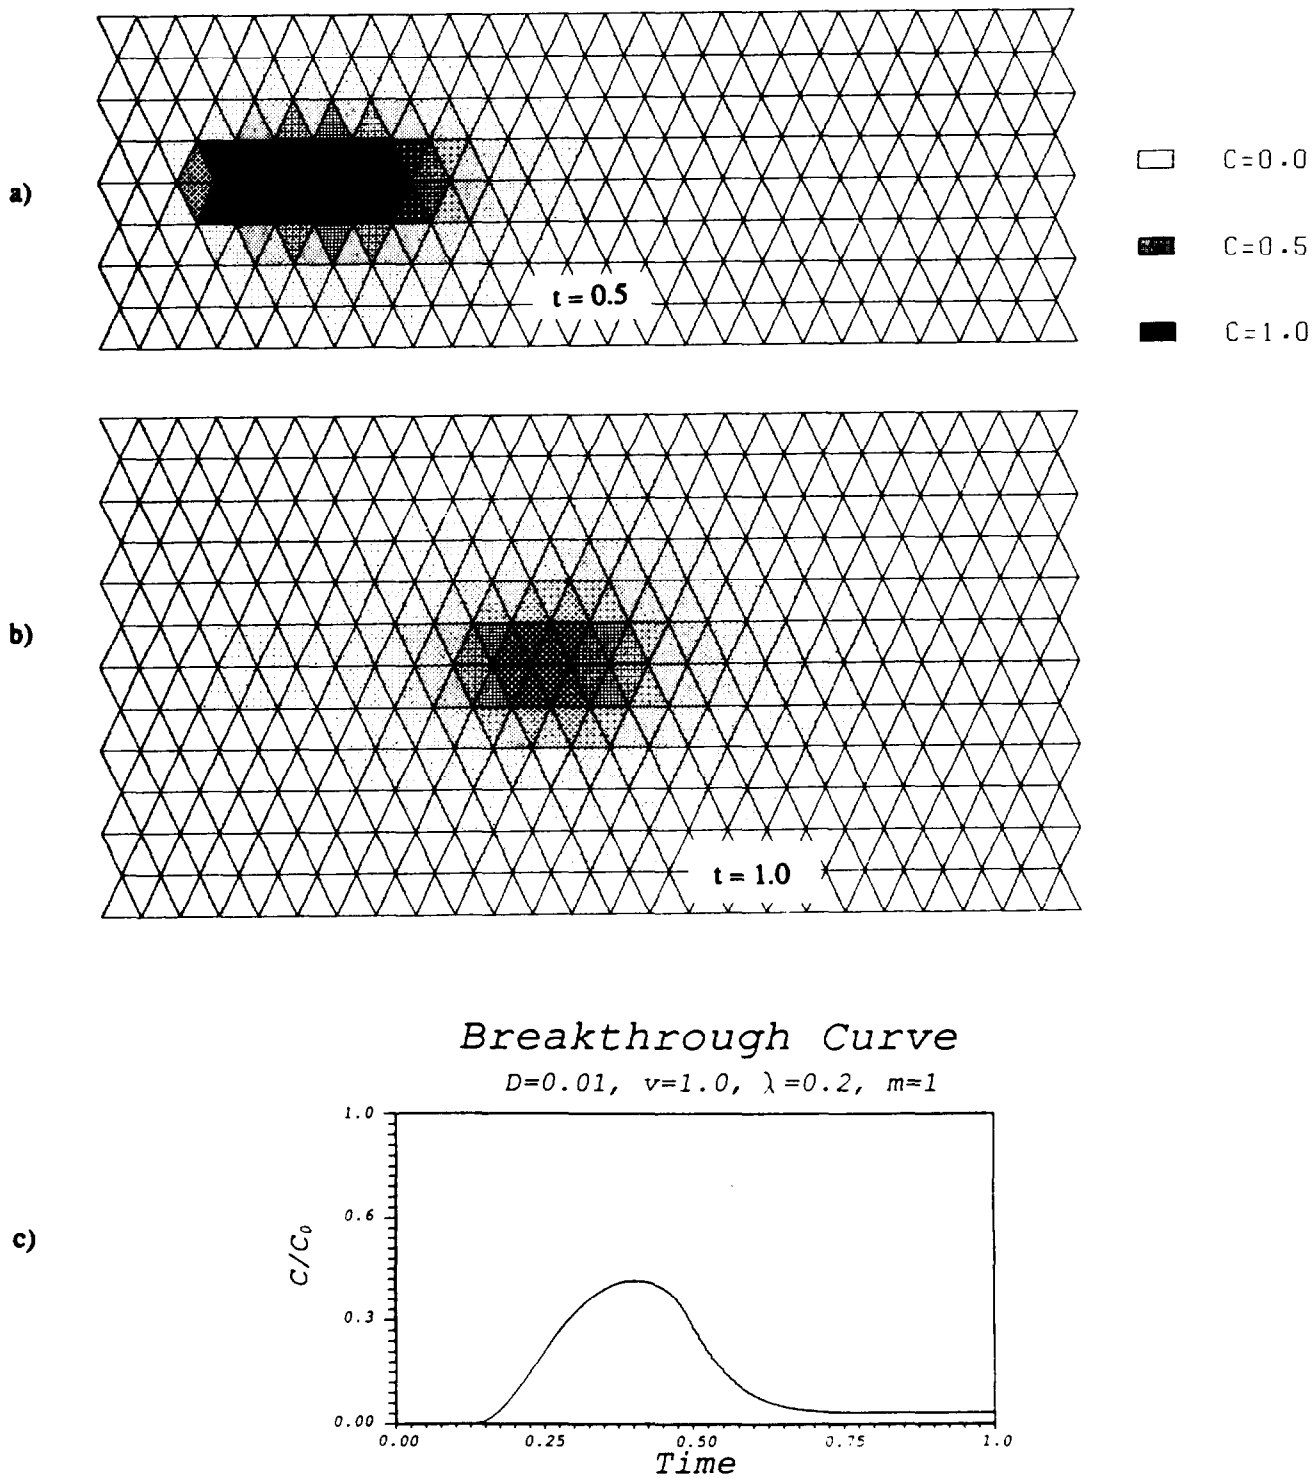 a)
C=0.0
C=0.5
C=1.0
t = 0.5
b)
t = 1.0
Breakthrough Curve
D=0.01, v=1.0, λ=0.2, m=1
c)
C/C₀
1.0
0.6
0.3
0.00
0.00 0.25 0.50 0.75 1.0
Time